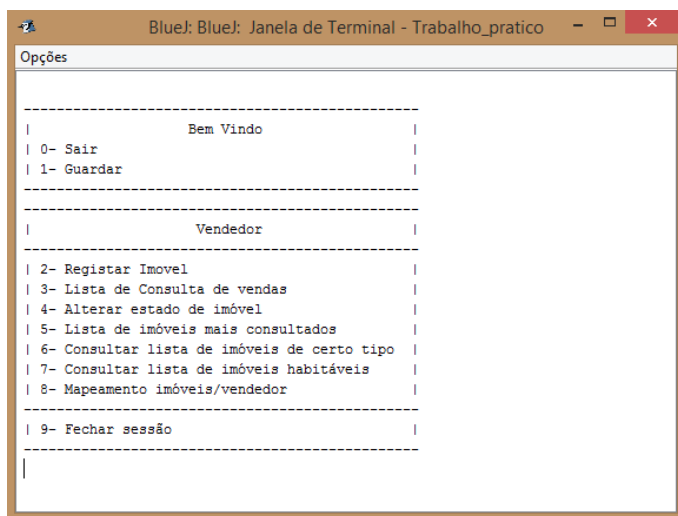 BlueJ: BlueJ: Janela de Terminal - Trabalho_pratico
Opções
------------------------------------------------
| Bem Vindo |
| 0- Sair |
| 1- Guardar |
------------------------------------------------
------------------------------------------------
| Vendedor |
------------------------------------------------
| 2- Registar Imovel |
| 3- Lista de Consulta de vendas |
| 4- Alterar estado de imóvel |
| 5- Lista de imóveis mais consultados |
| 6- Consultar lista de imóveis de certo tipo |
| 7- Consultar lista de imóveis habitáveis |
| 8- Mapeamento imóveis/vendedor |
------------------------------------------------
| 9- Fechar sessão |
------------------------------------------------